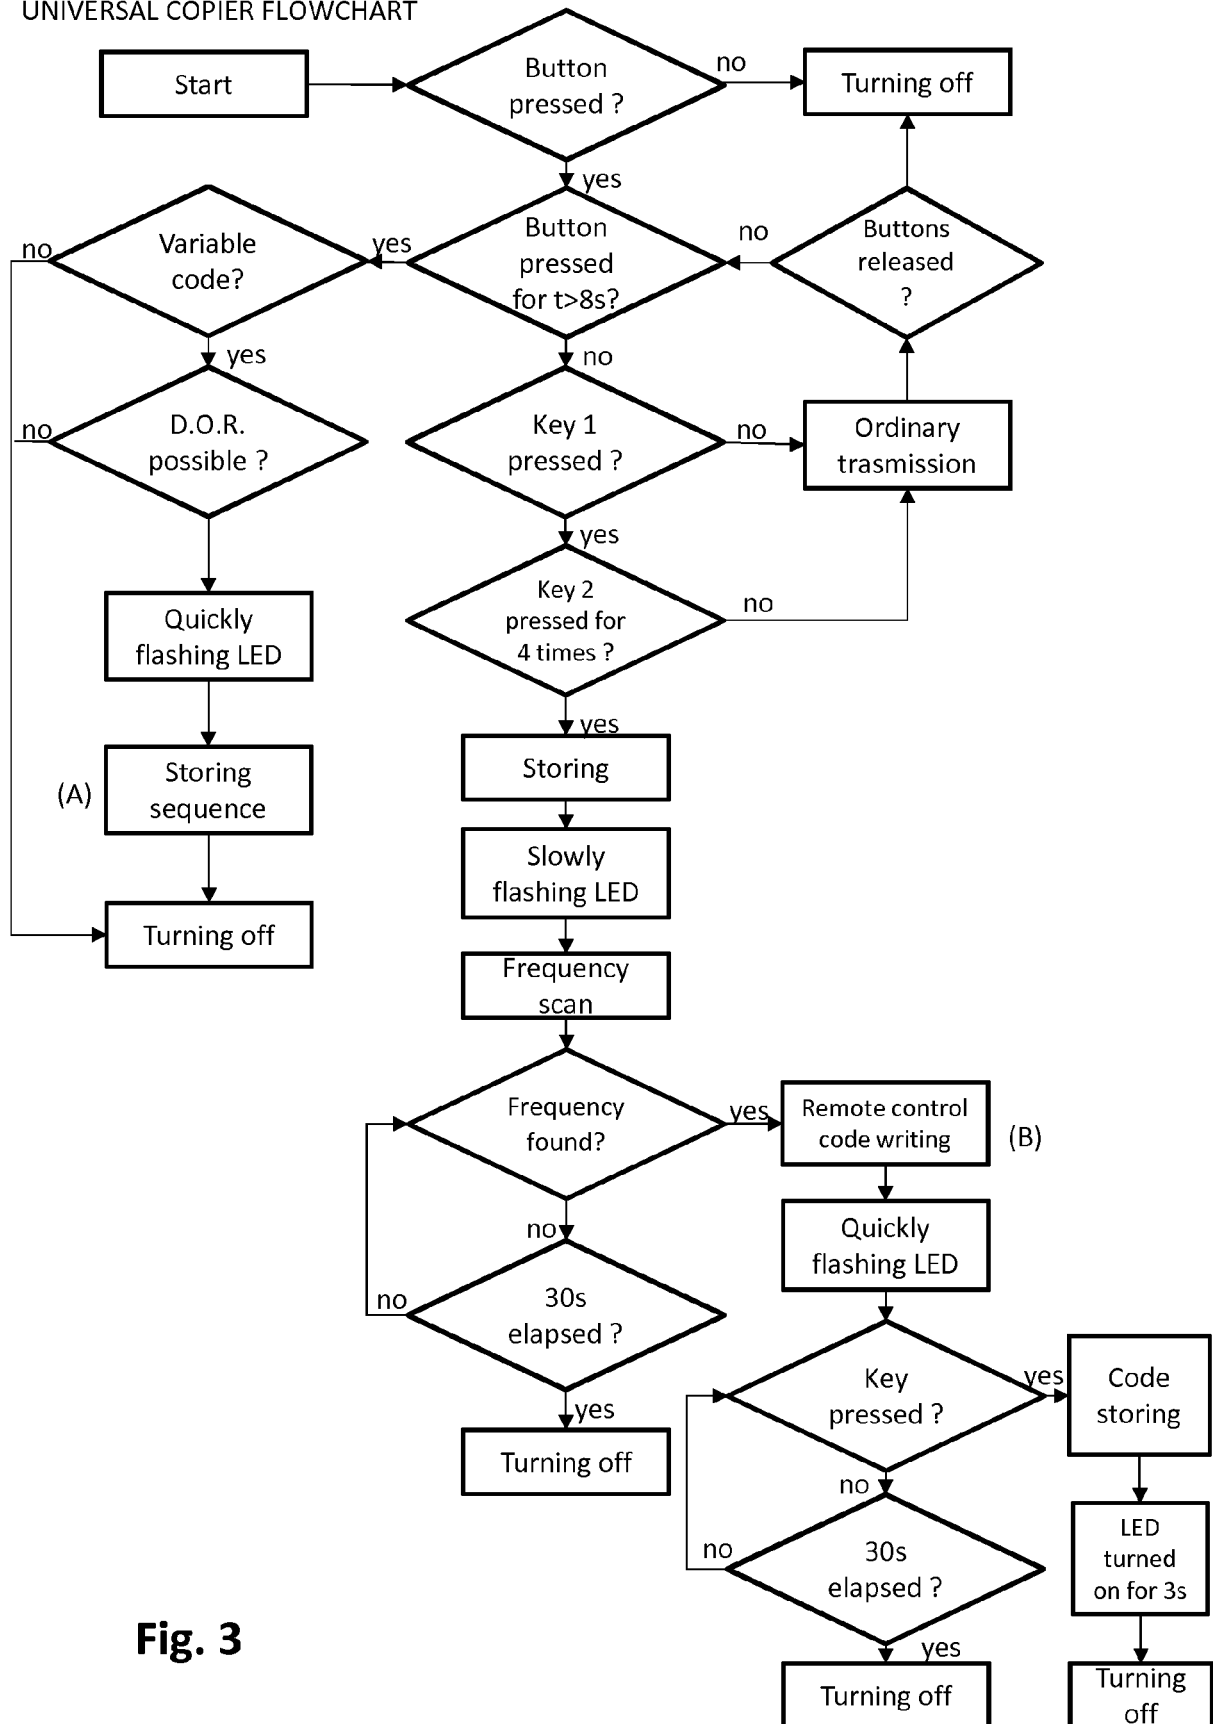 UNIVERSAL COPIER FLOWCHART
Start
Button
pressed ?
no
Turning off
yes
Variable
code?
no
yes
Button
pressed
for t>8s?
no
Buttons
released
?
yes
no
D.O.R.
possible ?
no
Key 1
pressed ?
no
Ordinary
trasmission
yes
Quickly
flashing LED
Key 2
pressed for
4 times ?
no
yes
(A)
Storing
sequence
Storing
Slowly
flashing LED
Turning off
Frequency
scan
Frequency
found?
yes
Remote control
code writing
(B)
no
Quickly
flashing LED
30s
elapsed ?
no
yes
Turning off
Key
pressed ?
yes
Code
storing
no
30s
elapsed ?
no
LED
turned
on for 3s
yes
Turning off
Turning
off
Fig. 3